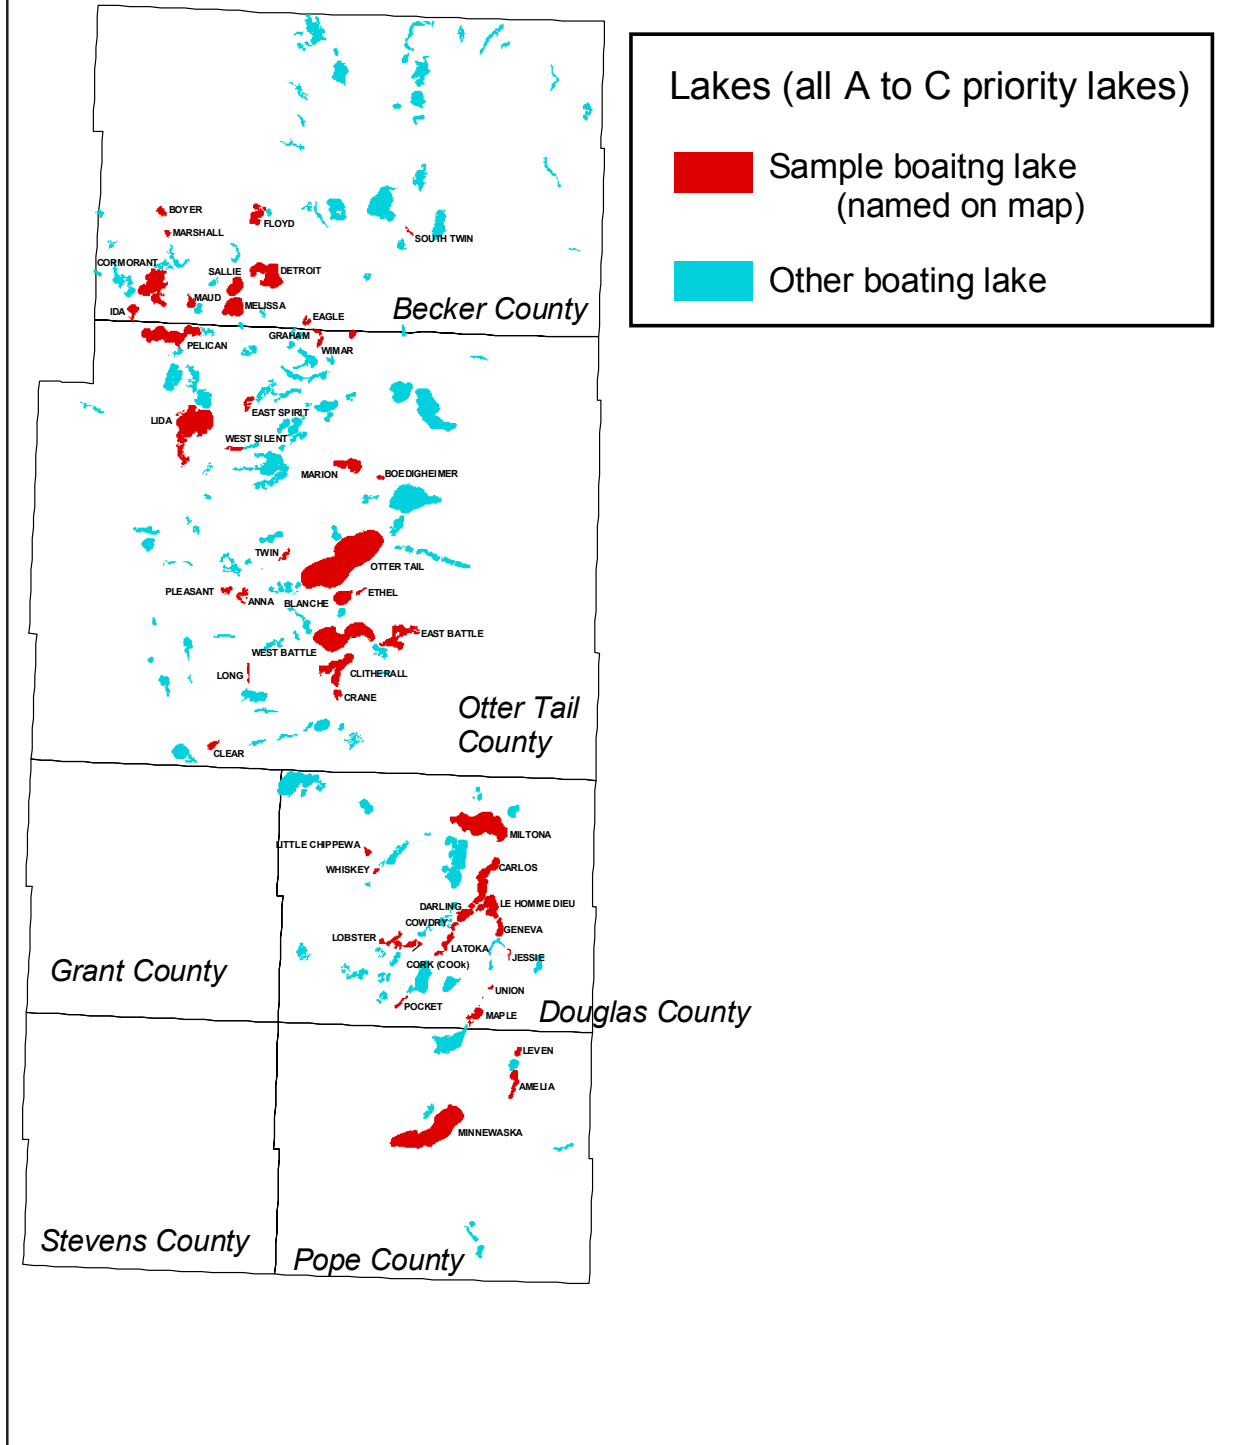 Lakes (all A to C priority lakes)
Sample boaitng lake
(named on map)
Other boating lake
BOYER
FLOYD
MARSHALL
SOUTH TWIN
CORMORANT
SALLIE
DETROIT
MAUD
MELISSA
IDA
EAGLE
Becker County
GRAHAM
PELICAN
WIMAR
EAST SPIRIT
LIDA
WEST SILENT
MARION
BOEDIGHEIMER
TWIN
OTTER TAIL
PLEASANT
ANNA
BLANCHE
ETHEL
EAST BATTLE
WEST BATTLE
LONG
CLITHERALL
CRANE
Otter Tail
County
CLEAR
MILTONA
LITTLE CHIPPEWA
WHISKEY
CARLOS
DARLING
LE HOMME DIEU
COWDRY
GENEVA
LOBSTER
LATOKA
JESSIE
CORK (COOk)
Grant County
UNION
POCKET
MAPLE
Douglas County
LEVEN
AMELIA
MINNEWASKA
Stevens County
Pope County